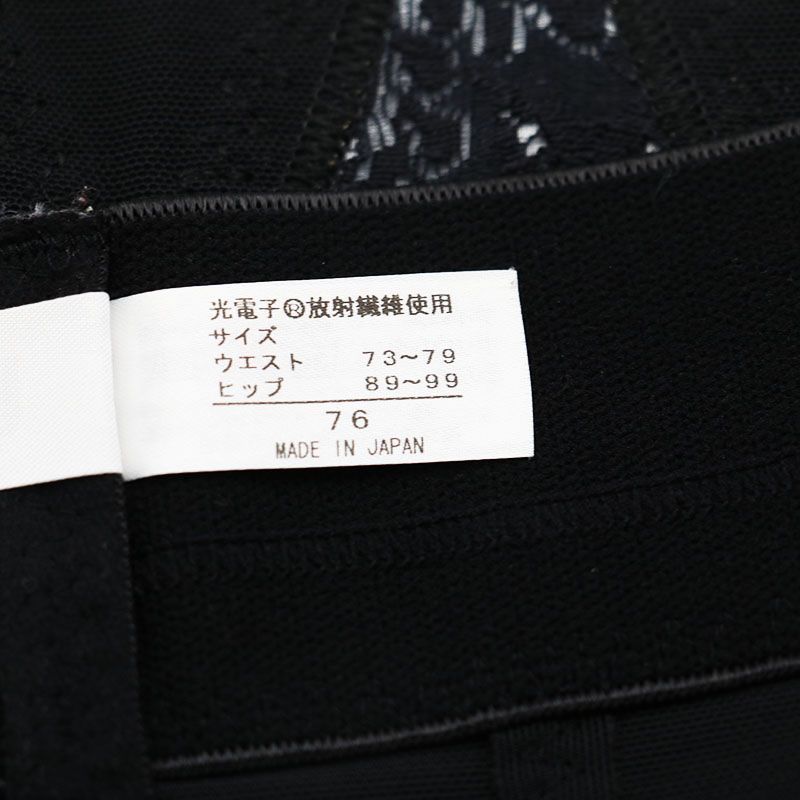 光電子®放射繊維使用
サイズ
ウエスト 73~79
ヒップ 89~99
76
MADE IN JAPAN